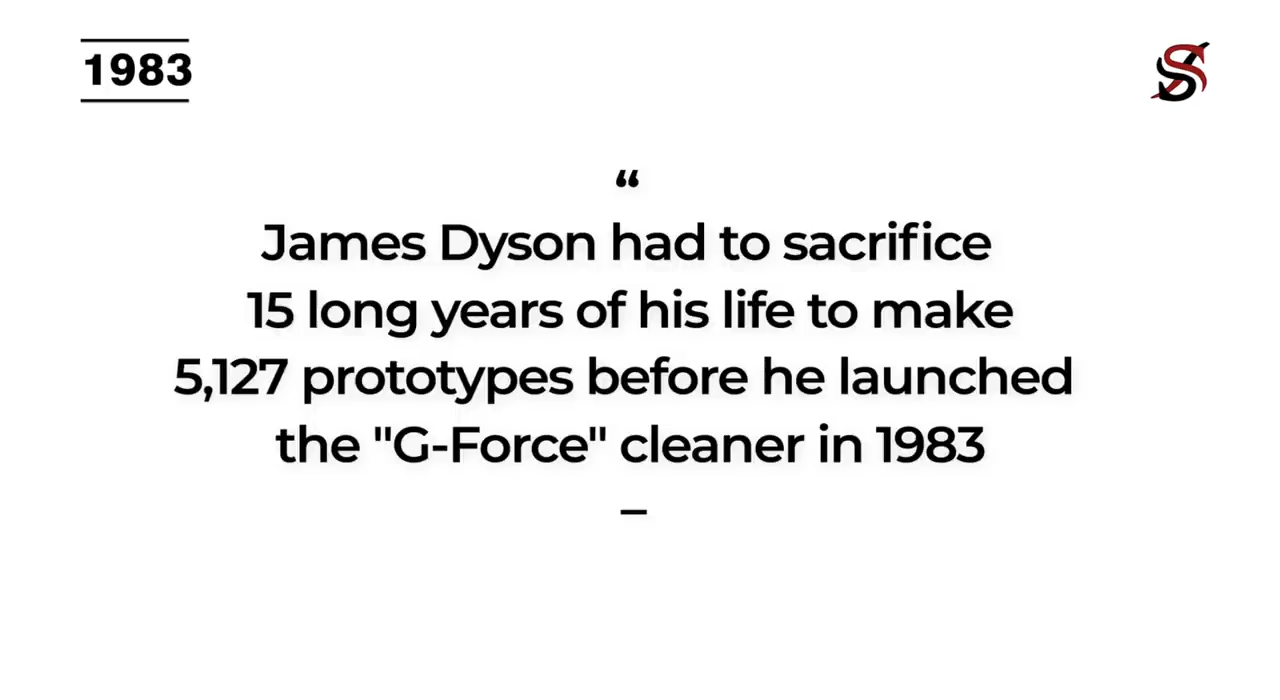 1983
“
James Dyson had to sacrifice
15 long years of his life to make
5,127 prototypes before he launched
the "G-Force" cleaner in 1983
–